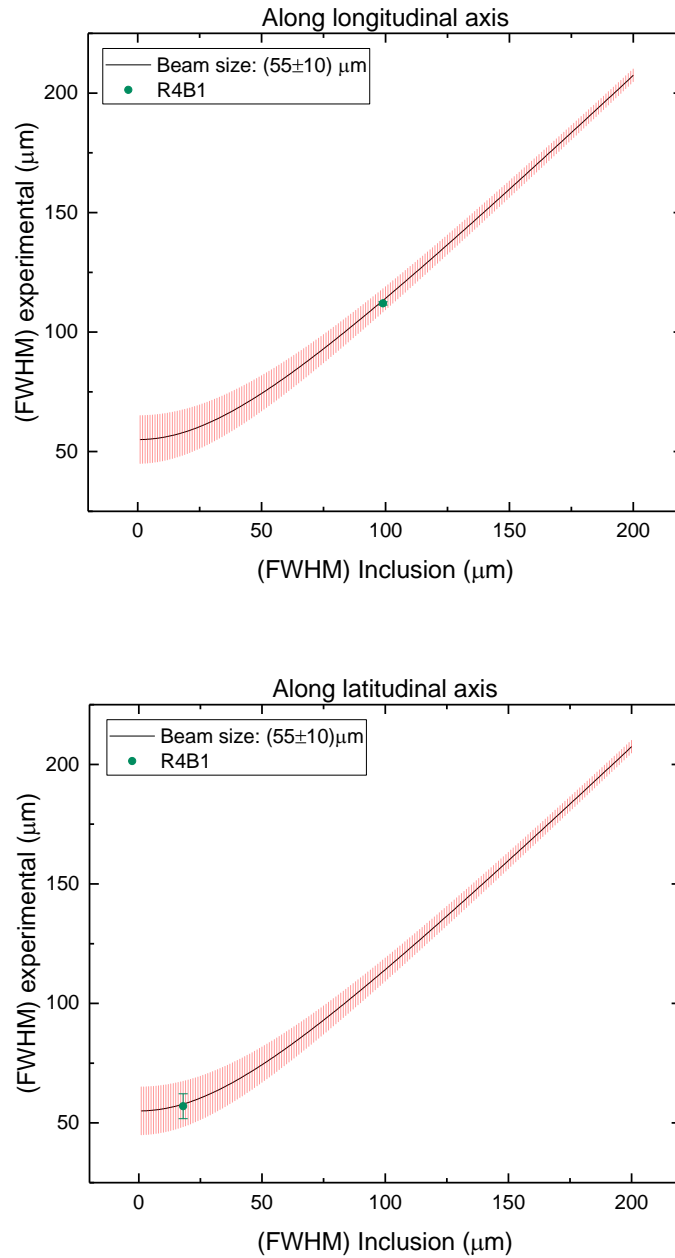 Along longitudinal axis
Beam size: (55±10) μm
R4B1
(FWHM) experimental (μm)
200
150
100
50
0 50 100 150 200
(FWHM) Inclusion (μm)
Along latitudinal axis
Beam size: (55±10)μm
R4B1
(FWHM) experimental (μm)
200
150
100
50
0 50 100 150 200
(FWHM) Inclusion (μm)